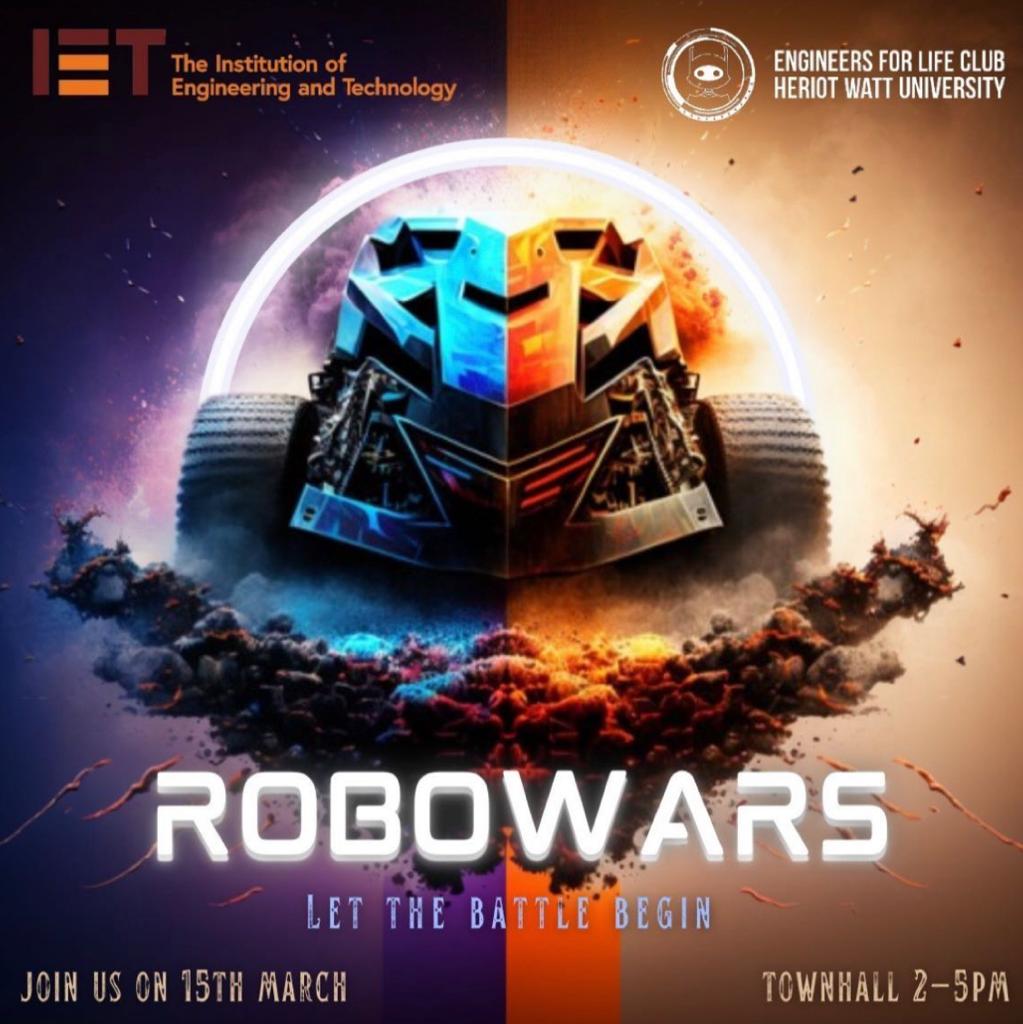 IET The Institution of
Engineering and Technology
ENGINEERS FOR LIFE CLUB
HERIOT WATT UNIVERSITY
ROBOWARS
LET THE BATTLE BEGIN
JOIN US ON 15TH MARCH
TOWNHALL 2-5PM